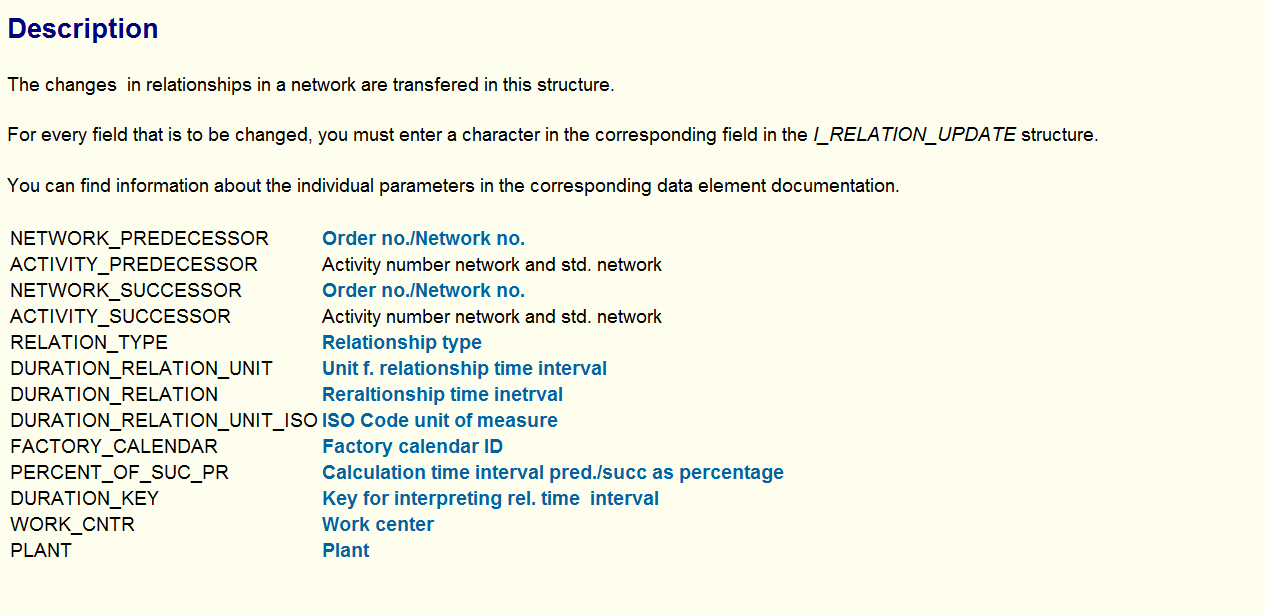 Description
The changes  in relationships in a network are transfered in this structure.
For every field that is to be changed, you must enter a character in the corresponding field in the I_RELATION_UPDATE structure.
You can find information about the individual parameters in the corresponding data element documentation.
NETWORK_PREDECESSOR Order no./Network no.
ACTIVITY_PREDECESSOR Activity number network and std. network
NETWORK_SUCCESSOR Order no./Network no.
ACTIVITY_SUCCESSOR Activity number network and std. network
RELATION_TYPE Relationship type
DURATION_RELATION_UNIT Unit f. relationship time interval
DURATION_RELATION Reraltionship time inetrval
DURATION_RELATION_UNIT_ISO ISO Code unit of measure
FACTORY_CALENDAR Factory calendar ID
PERCENT_OF_SUC_PR Calculation time interval pred./succ as percentage
DURATION_KEY Key for interpreting rel. time  interval
WORK_CNTR Work center
PLANT Plant